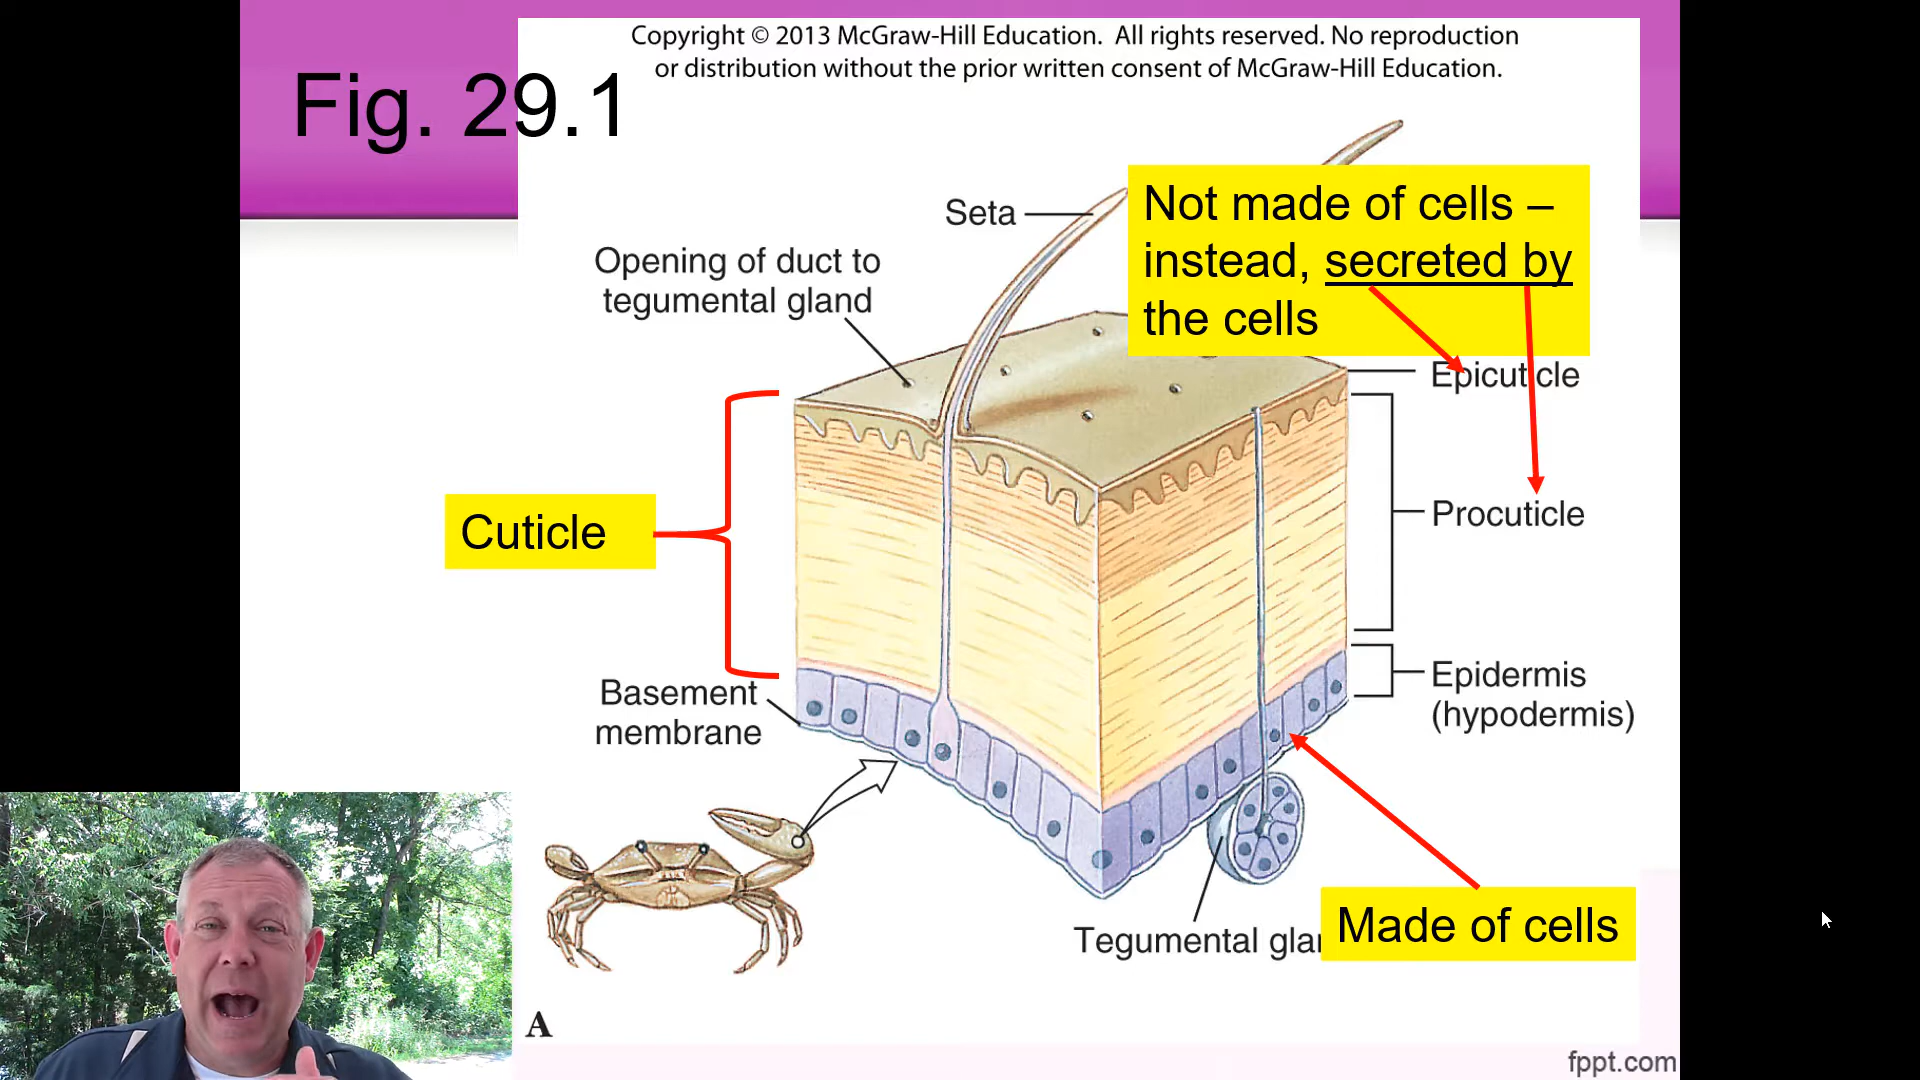 Copyright © 2013 McGraw-Hill Education. All rights reserved. No reproduction
or distribution without the prior written consent of McGraw-Hill Education.
Fig. 29.1
Seta
Not made of cells –
instead, secreted by
the cells
Opening of duct to
tegumental gland
Epicuticle
Cuticle
Procuticle
Basement
membrane
Epidermis
(hypodermis)
Tegumental
Made of cells
A
fppt.com